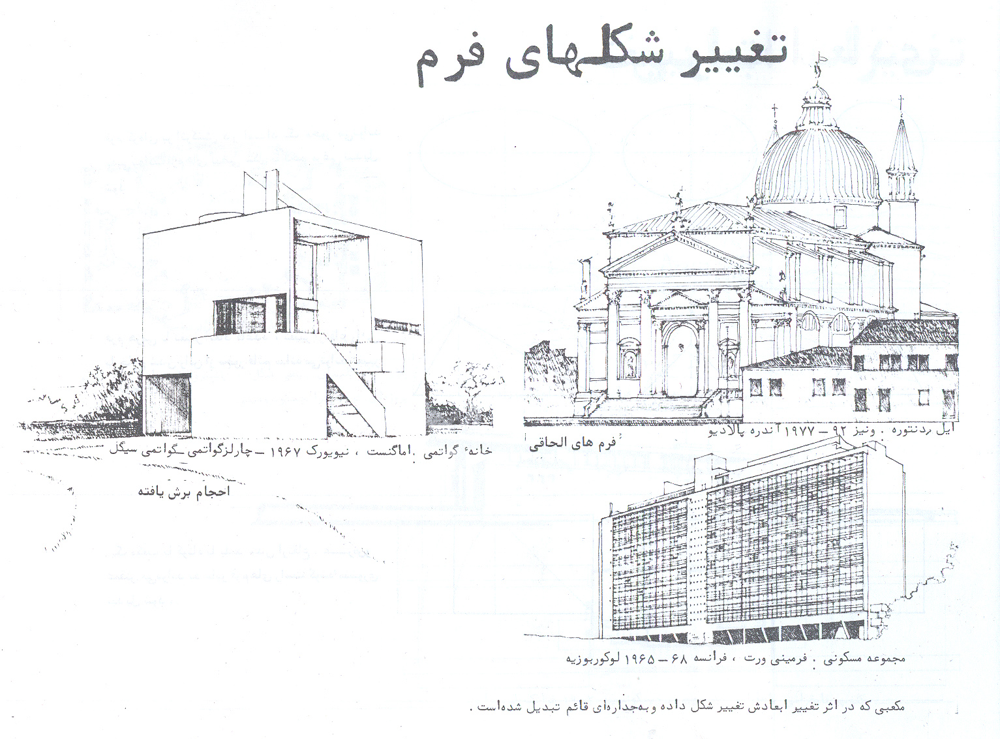 تغییر شکلهای فرم
ایل ردنتوره . ونیز ۹۲ – ۱۹۷۷ آندره پالادیو
فرم های الحاقی
خانهٔ گواتمی . اماگنست ، نیویورک ۱۹۶۷ – چارلزگواتمی – گواتمی سیگل
احجام برش یافته
مجموعه مسکونی . فرمینی ورت ، فرانسه ۶۸ – ۱۹۶۵ لوکوربوزیه
مکعبی که در اثر تغییر ابعادش تغییر شکل داده و به‌جداره‌ای قائم تبدیل شده‌است .